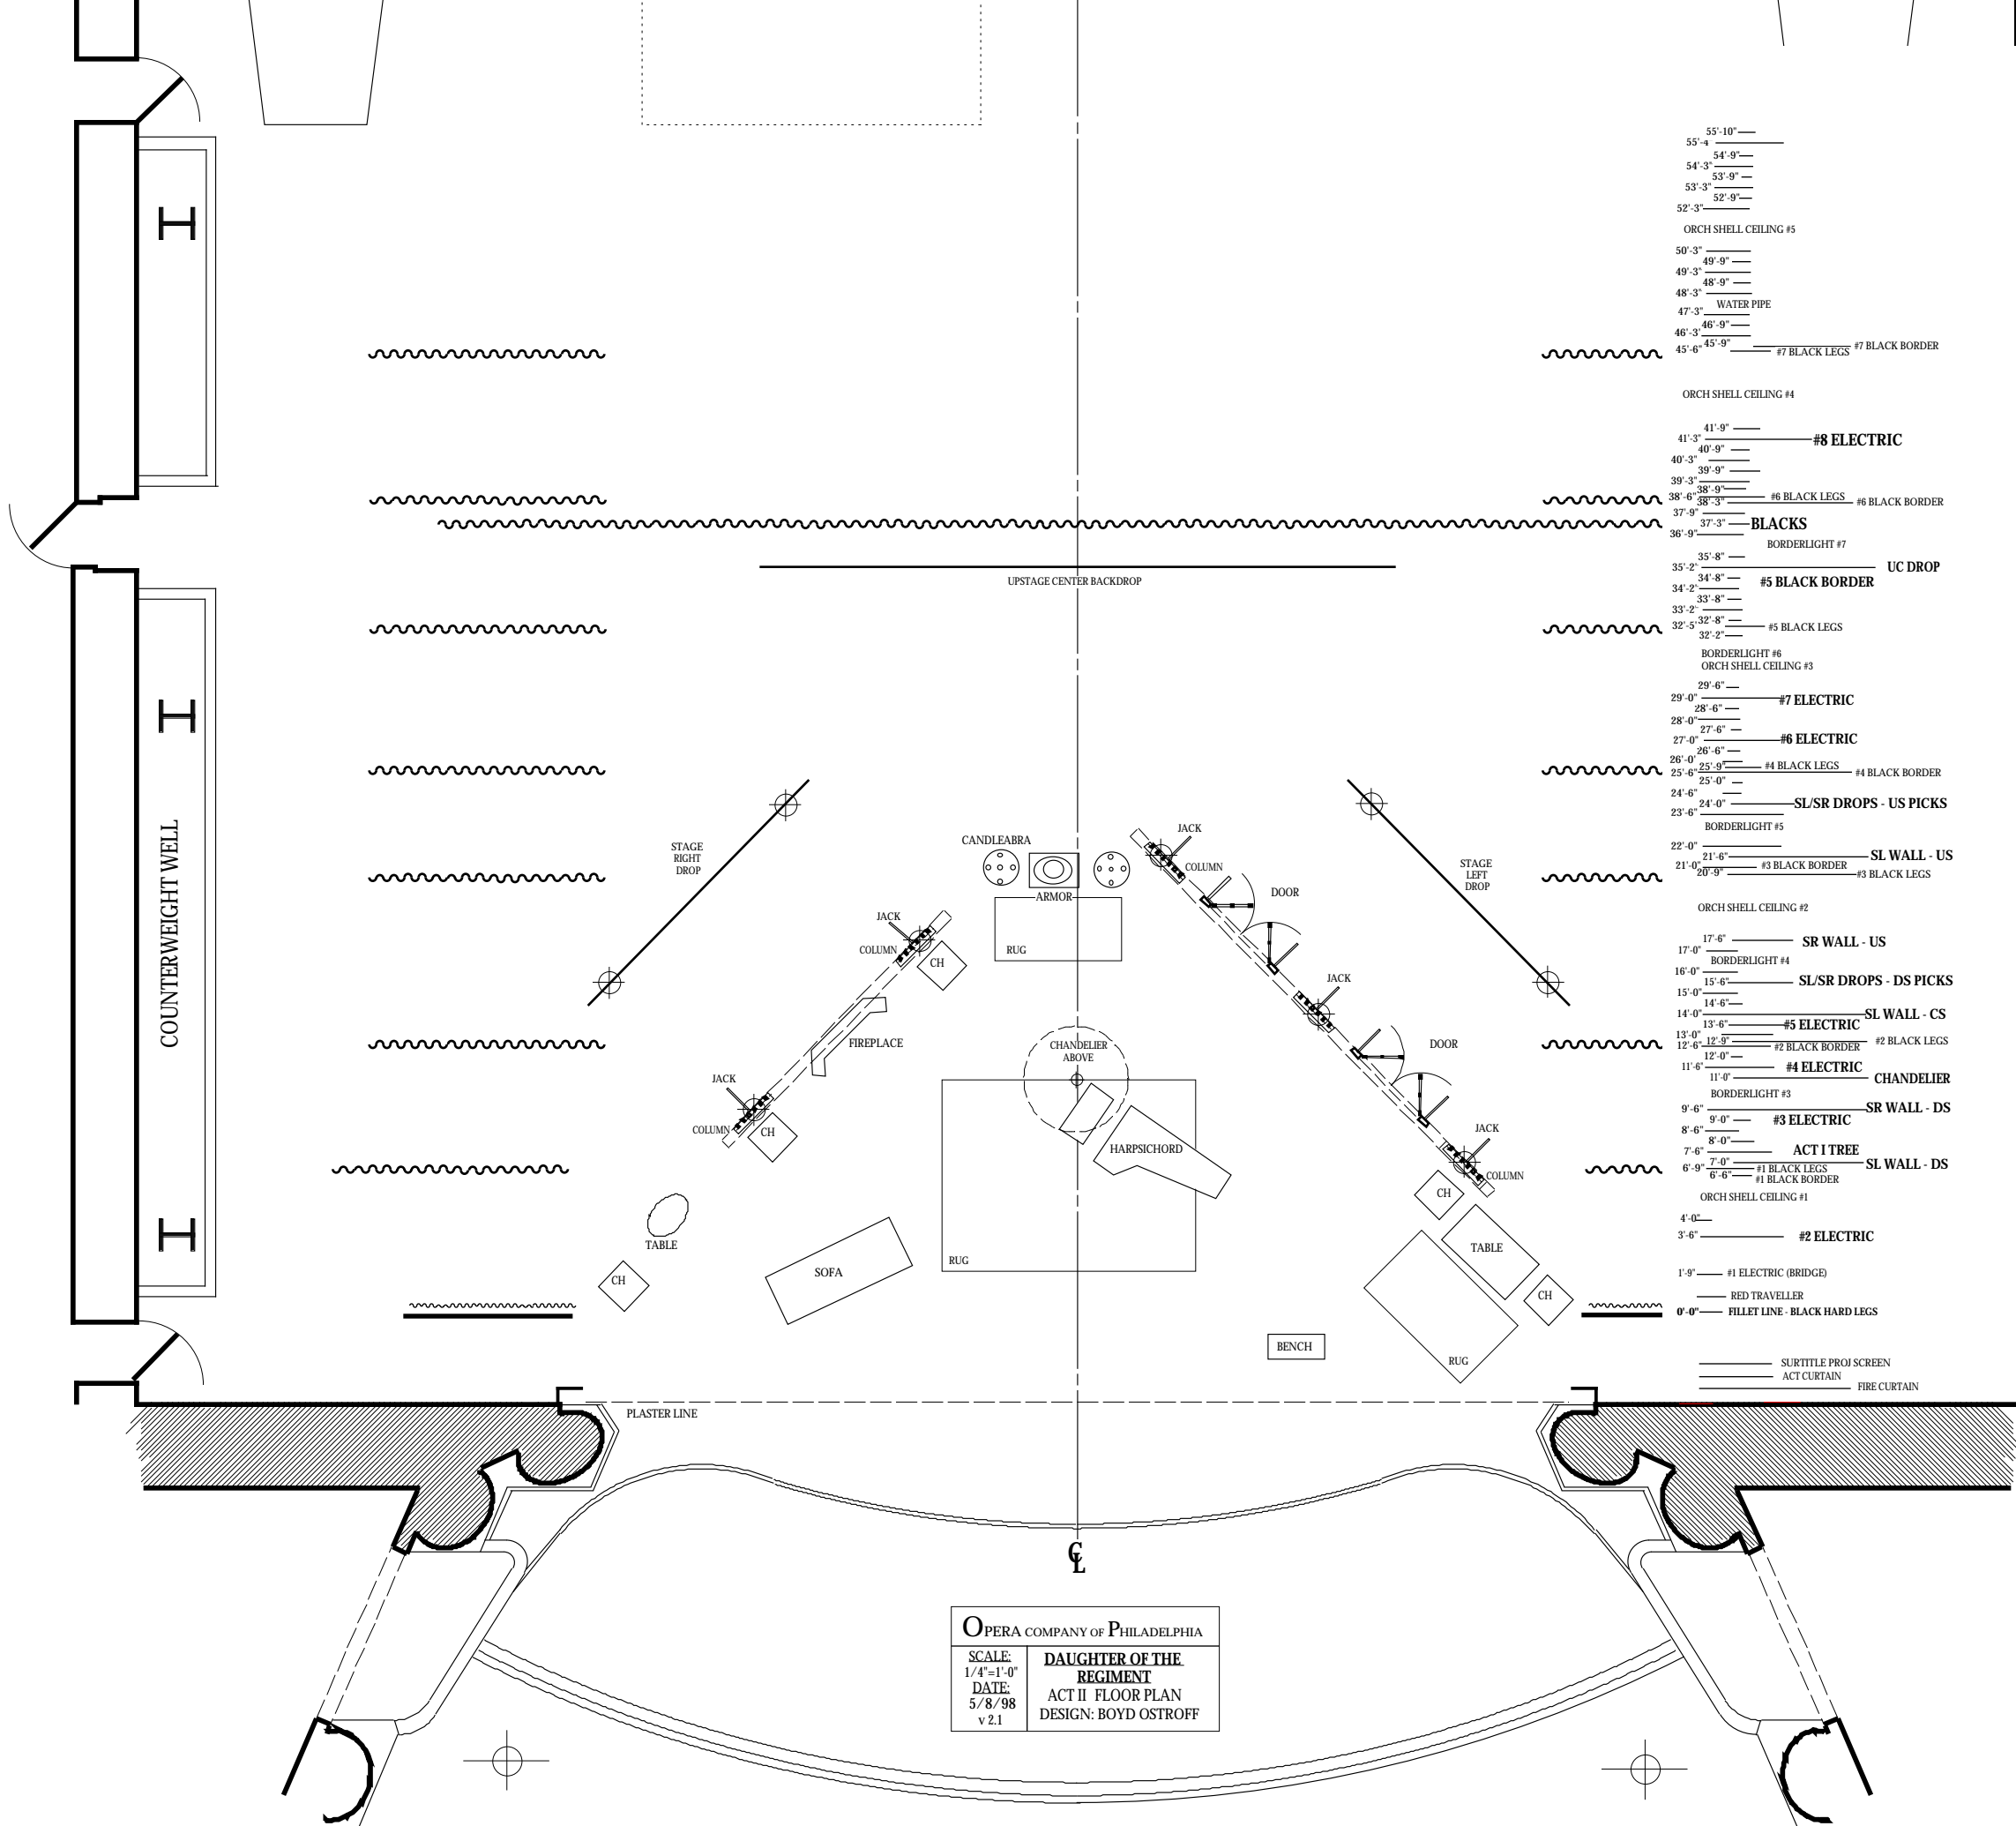 55'-10"
55'-4
54'-9"
54'-3"
53'-9"
53'-3"
52'-9"
52'-3"
ORCH SHELL CEILING #5
50'-3"
49'-9"
49'-3"
48'-9"
48'-3"
WATER PIPE
47'-3"
46'-9"
46'-3'
45'-9" #7 BLACK BORDER
45'-6" #7 BLACK LEGS
ORCH SHELL CEILING #4
41'-9"
41'-3" #8 ELECTRIC
40'-9"
40'-3"
39'-9"
39'-3"
38'-9"
38'-6" #6 BLACK LEGS
38'-3" #6 BLACK BORDER
37'-9"
37'-3" BLACKS
36'-9"
BORDERLIGHT #7
35'-8"
35'-2" UC DROP
34'-8" #5 BLACK BORDER
34'-2"
33'-8"
33'-2"
32'-8"
32'-5' #5 BLACK LEGS
32'-2"
BORDERLIGHT #6
ORCH SHELL CEILING #3
29'-6"
29'-0" #7 ELECTRIC
28'-6"
28'-0"
27'-6"
27'-0" #6 ELECTRIC
26'-6"
26'-0'
25'-9" #4 BLACK LEGS
25'-6" #4 BLACK BORDER
25'-0"
24'-6"
24'-0" SL/SR DROPS - US PICKS
23'-6"
BORDERLIGHT #5
22'-0"
21'-6" SL WALL - US
21'-0" #3 BLACK BORDER
20'-9" #3 BLACK LEGS
ORCH SHELL CEILING #2
17'-6" SR WALL - US
17'-0"
BORDERLIGHT #4
16'-0"
15'-6" SL/SR DROPS - DS PICKS
15'-0"
14'-6"
14'-0" SL WALL - CS
13'-6" #5 ELECTRIC
13'-0"
12'-9" #2 BLACK LEGS
12'-6" #2 BLACK BORDER
12'-0"
11'-6" #4 ELECTRIC
11'-0" CHANDELIER
BORDERLIGHT #3
9'-6" SR WALL - DS
9'-0" #3 ELECTRIC
8'-6"
8'-0"
7'-6" ACT I TREE
7'-0" SL WALL - DS
6'-9" #1 BLACK LEGS
6'-6" #1 BLACK BORDER
ORCH SHELL CEILING #1
4'-0"
3'-6" #2 ELECTRIC
1'-9" #1 ELECTRIC (BRIDGE)
RED TRAVELLER
0'-0" FILLET LINE - BLACK HARD LEGS
SURTITLE PROJ SCREEN
ACT CURTAIN
FIRE CURTAIN
COUNTERWEIGHT WELL
UPSTAGE CENTER BACKDROP
STAGE
RIGHT
DROP
STAGE
LEFT
DROP
CANDLEABRA
ARMOR
RUG
JACK
COLUMN
DOOR
JACK
COLUMN
CH
FIREPLACE
JACK
COLUMN
CH
CHANDELIER
ABOVE
JACK
DOOR
HARPSICHORD
RUG
JACK
COLUMN
CH
TABLE
CH
RUG
TABLE
CH
SOFA
BENCH
PLASTER LINE
CL
OPERA COMPANY OF PHILADELPHIA
SCALE:
1/4"=1'-0"
DATE:
5/8/98
v 2.1
DAUGHTER OF THE
REGIMENT
ACT II FLOOR PLAN
DESIGN: BOYD OSTROFF